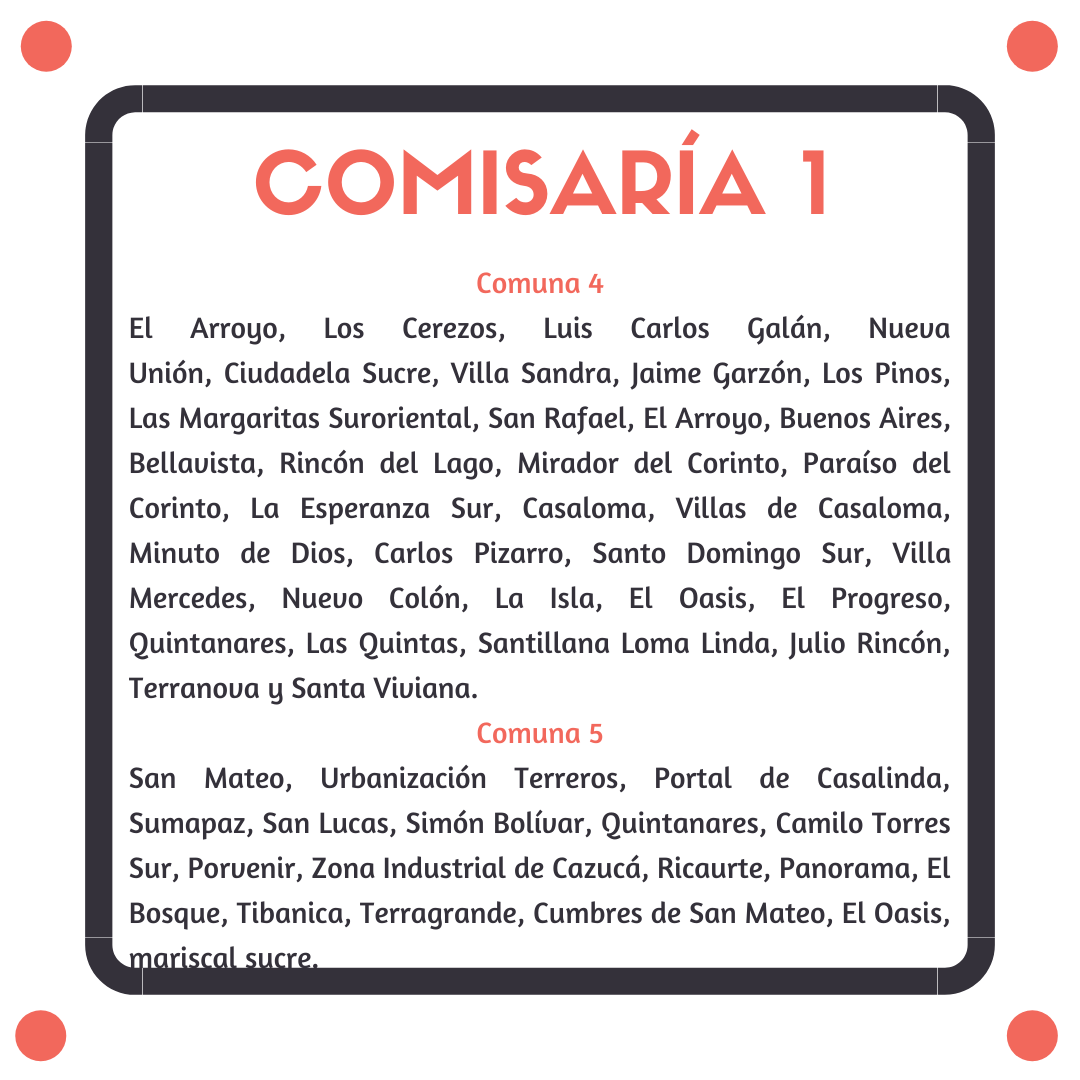 COMISARÍA 1
Comuna 4
El Arroyo, Los Cerezos, Luis Carlos Galán, Nueva
Unión, Ciudadela Sucre, Villa Sandra, Jaime Garzón, Los Pinos,
Las Margaritas Suroriental, San Rafael, El Arroyo, Buenos Aires,
Bellavista, Rincón del Lago, Mirador del Corinto, Paraíso del
Corinto, La Esperanza Sur, Casaloma, Villas de Casaloma,
Minuto de Dios, Carlos Pizarro, Santo Domingo Sur, Villa
Mercedes, Nuevo Colón, La Isla, El Oasis, El Progreso,
Quintanares, Las Quintas, Santillana Loma Linda, Julio Rincón,
Terranova y Santa Viviana.
Comuna 5
San Mateo, Urbanización Terreros, Portal de Casalinda,
Sumapaz, San Lucas, Simón Bolívar, Quintanares, Camilo Torres
Sur, Porvenir, Zona Industrial de Cazucá, Ricaurte, Panorama, El
Bosque, Tibanica, Terragrande, Cumbres de San Mateo, El Oasis,
mariscal sucre.